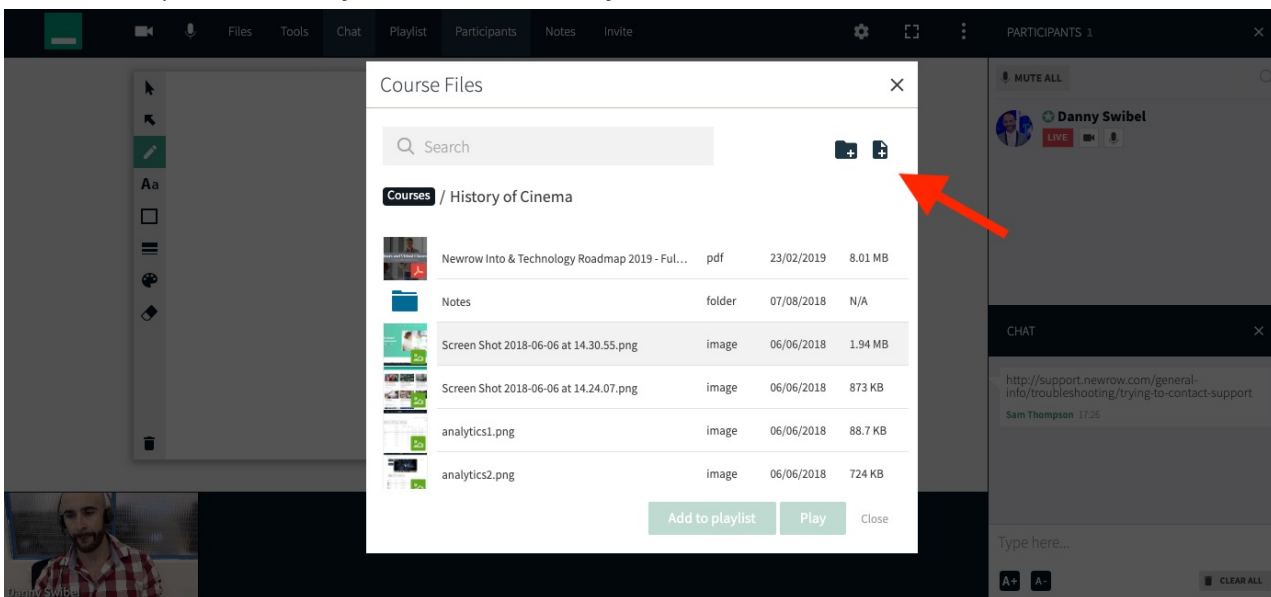 Files Tools Chat Playlist Participants Notes Invite
PARTICIPANTS 1
MUTE ALL
Danny Swibel
LIVE
Aa
Course Files
Search
Courses / History of Cinema
Newrow Into & Technology Roadmap 2019 - Ful... pdf 23/02/2019 8.01 MB
Notes folder 07/08/2018 N/A
Screen Shot 2018-06-06 at 14.30.55.png image 06/06/2018 1.94 MB
Screen Shot 2018-06-06 at 14.24.07.png image 06/06/2018 873 KB
analytics1.png image 06/06/2018 88.7 KB
analytics2.png image 06/06/2018 724 KB
Add to playlist Play Close
CHAT
http://support.newrow.com/general-
info/troubleshooting/trying-to-contact-support
Sam Thompson 17:26
Type here...
A+ A- CLEAR ALL
Danny Swibel